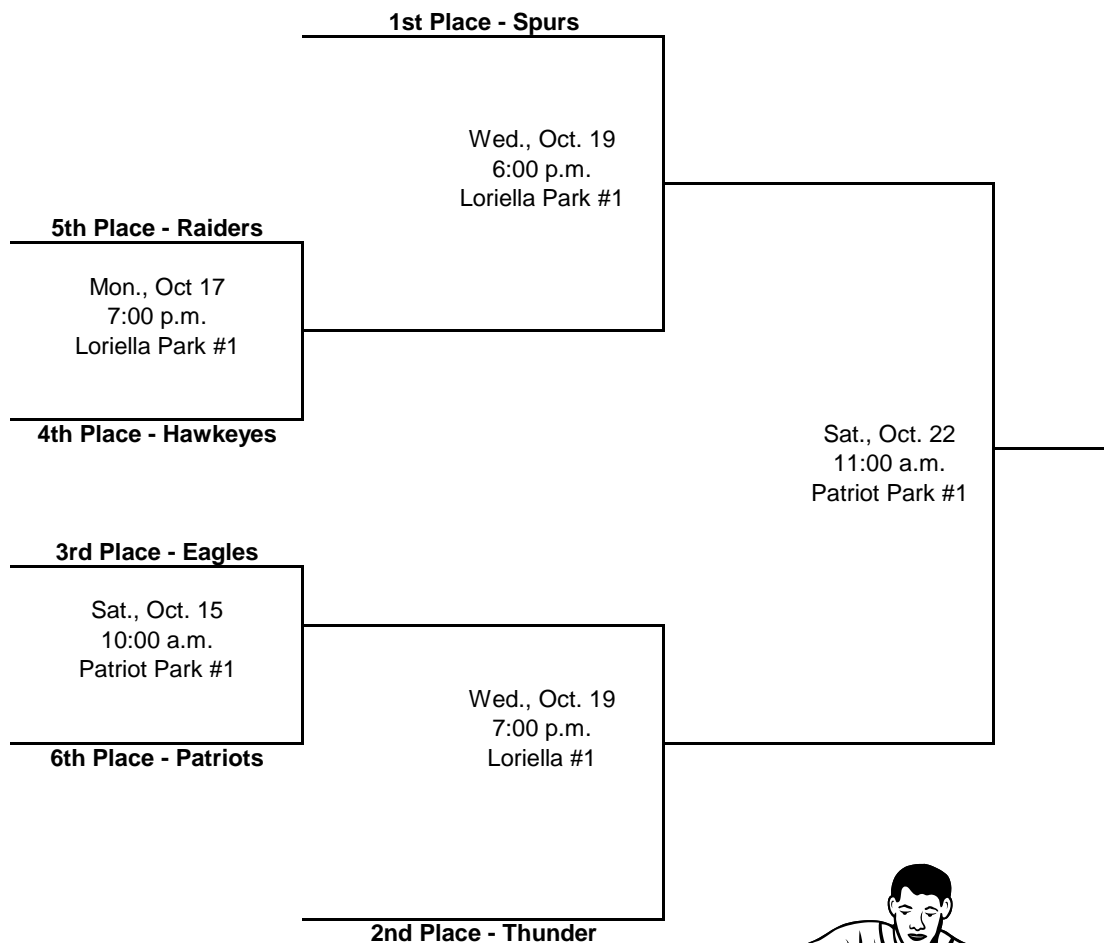 1st Place - Spurs
Wed., Oct. 19
6:00 p.m.
Loriella Park #1
5th Place - Raiders
Mon., Oct 17
7:00 p.m.
Loriella Park #1
4th Place - Hawkeyes
Sat., Oct. 22
11:00 a.m.
Patriot Park #1
3rd Place - Eagles
Sat., Oct. 15
10:00 a.m.
Patriot Park #1
6th Place - Patriots
Wed., Oct. 19
7:00 p.m.
Loriella #1
2nd Place - Thunder